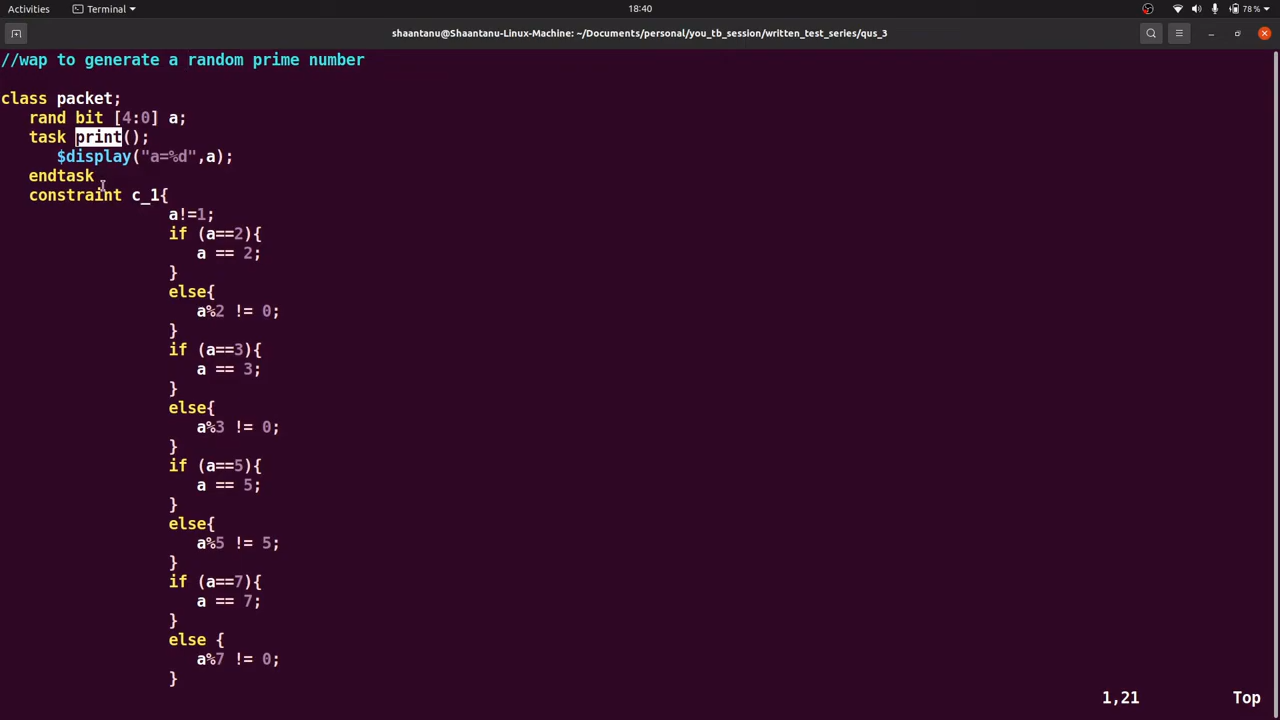 Activities
Terminal
18:40
78 %
shaantanu@Shaantanu-Linux-Machine: ~/Documents/personal/you_tb_session/written_test_series/qus_3
//wap to generate a random prime number
class packet;
rand bit [4:0] a;
task print();
$display("a=%d",a);
endtask
constraint c_1{
a!=1;
if (a==2){
a == 2;
}
else{
a%2 != 0;
}
if (a==3){
a == 3;
}
else{
a%3 != 0;
}
if (a==5){
a == 5;
}
else{
a%5 != 5;
}
if (a==7){
a == 7;
}
else {
a%7 != 0;
}
1,21
Top